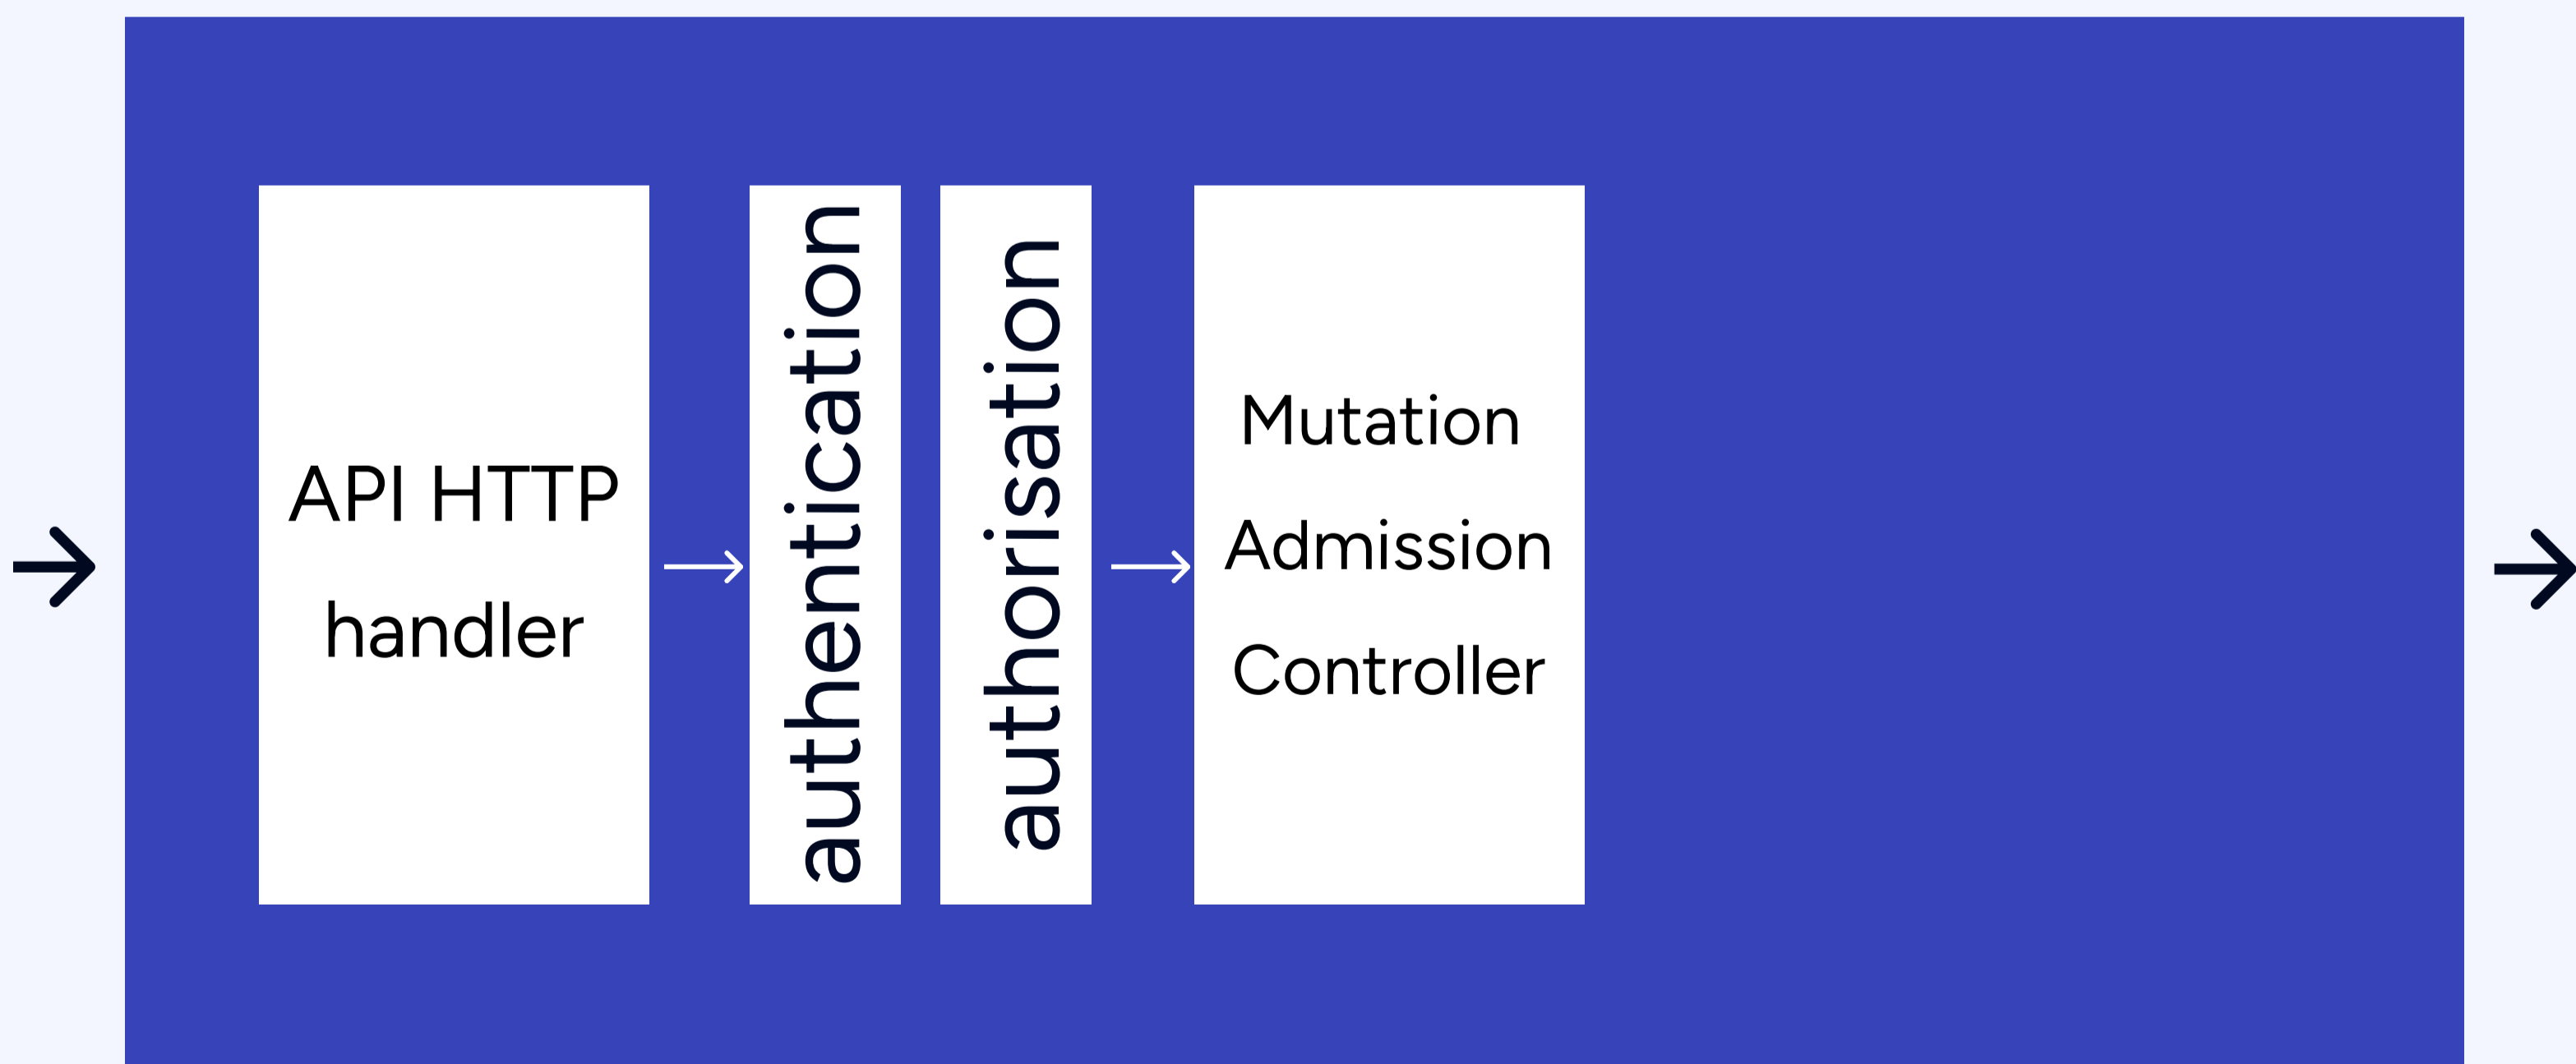 API HTTP
handler
authentication
authorisation
Mutation
Admission
Controller